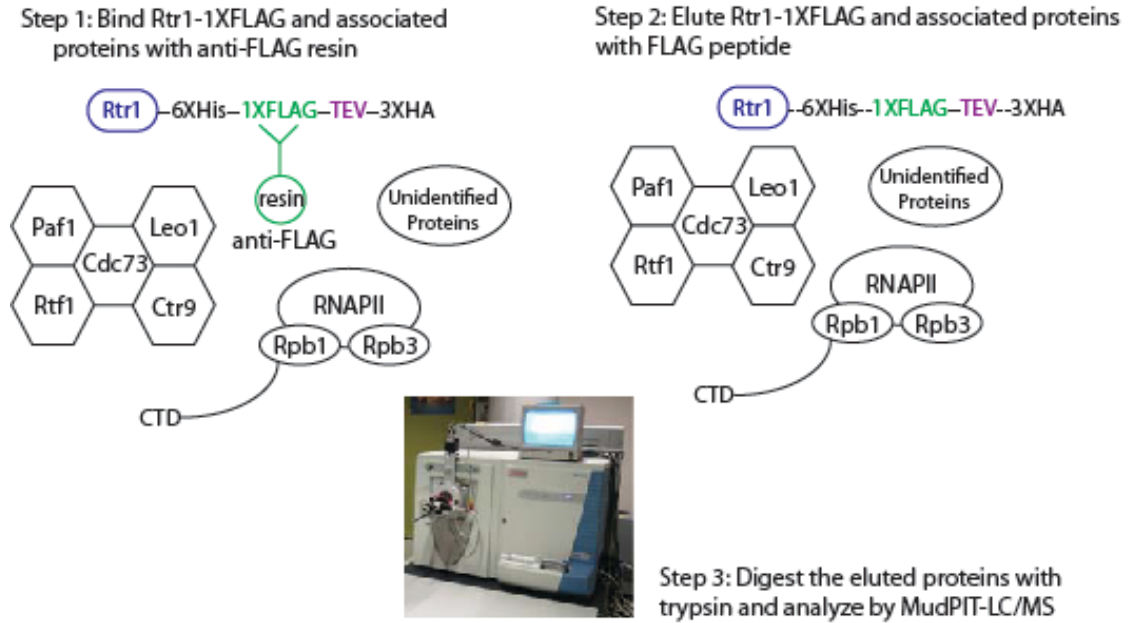 Step 1: Bind Rtr1-1XFLAG and associated
proteins with anti-FLAG resin
Rtr1 –6XHis–1XFLAG–TEV–3XHA
resin
anti-FLAG
Unidentified
Proteins
Paf1
Leo1
Cdc73
Rtf1
Ctr9
RNAPII
Rpb1
Rpb3
CTD
Step 2: Elute Rtr1-1XFLAG and associated proteins
with FLAG peptide
Rtr1 --6XHis--1XFLAG–TEV--3XHA
Unidentified
Proteins
Paf1
Leo1
Cdc73
Rtf1
Ctr9
RNAPII
Rpb1
Rpb3
CTD
Step 3: Digest the eluted proteins with
trypsin and analyze by MudPIT-LC/MS